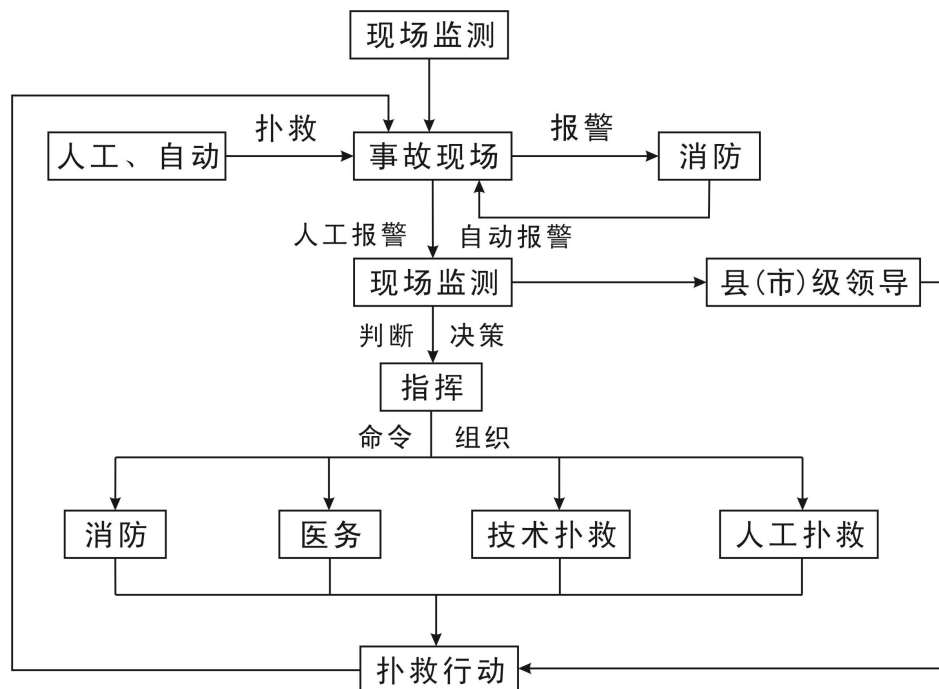 现场监测
扑救
报警
人工、自动
事故现场
消防
人工报警
自动报警
现场监测
县(市)级领导
判断
决策
指挥
命令
组织
消防
医务
技术扑救
人工扑救
扑救行动